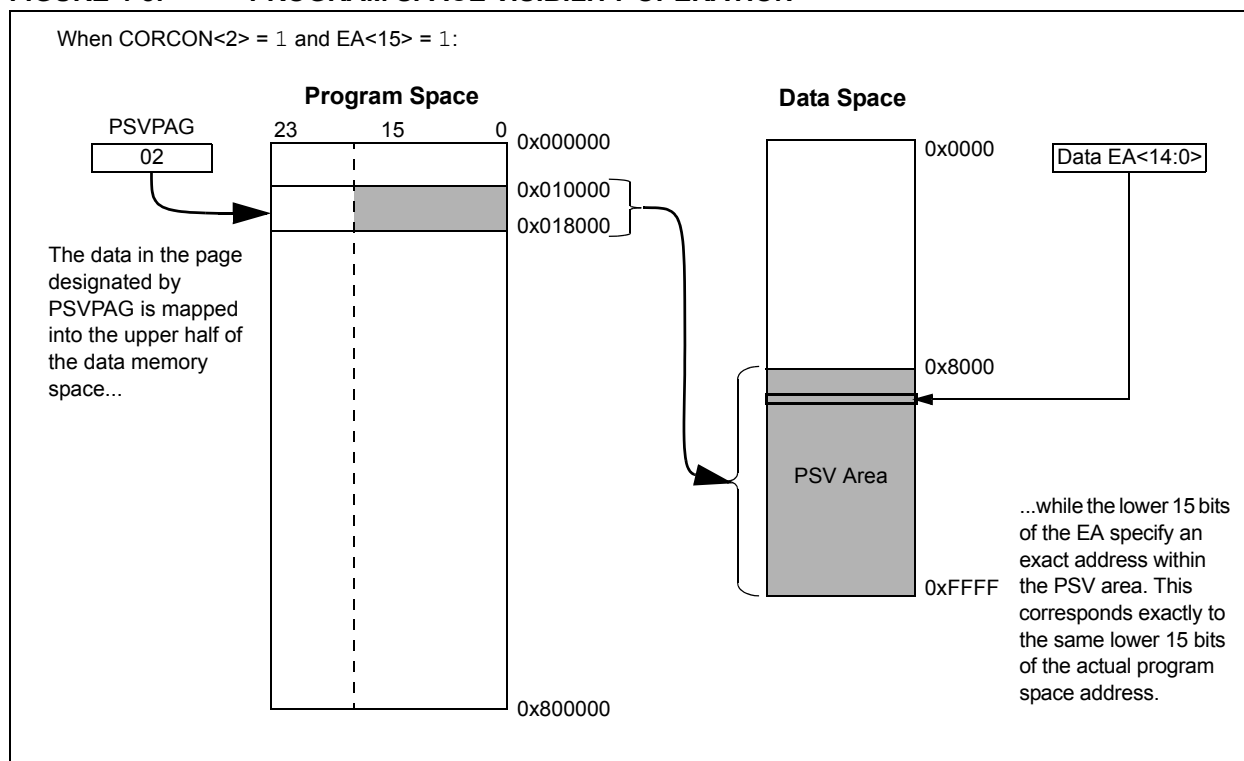 When CORCON<2> = 1 and EA<15> = 1:
Program Space
Data Space
PSVPAG
02
23 15 0
0x000000
0x010000
0x018000
0x800000
The data in the page
designated by
PSVPAG is mapped
into the upper half of
the data memory
space...
0x0000
0x8000
0xFFFF
PSV Area
Data EA<14:0>
...while the lower 15 bits
of the EA specify an
exact address within
the PSV area. This
corresponds exactly to
the same lower 15 bits
of the actual program
space address.